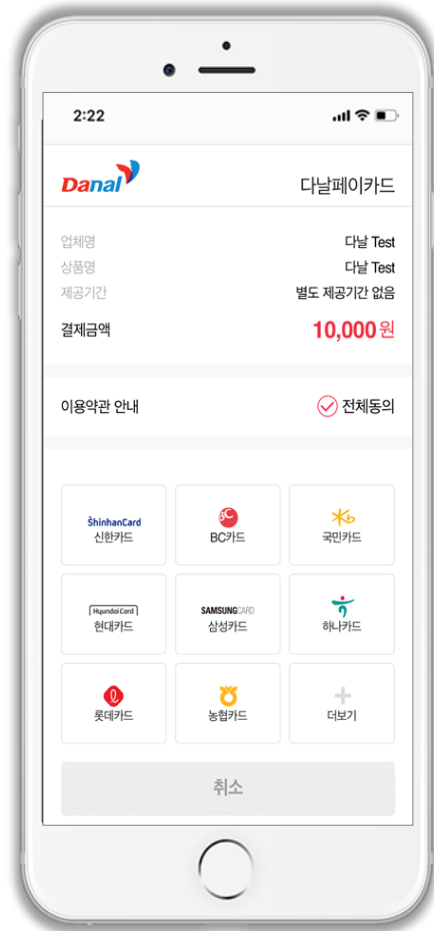 2:22
Danal 다날페이카드
업체명 다날 Test
상품명 다날 Test
제공기간 별도 제공기간 없음
결제금액 10,000원
이용약관 안내 전체동의
ShinhanCard BC
신한카드 BC카드 국민카드
HyundaiCard SAMSUNGCARD
현대카드 삼성카드 하나카드
롯데카드 농협카드 더보기
취소